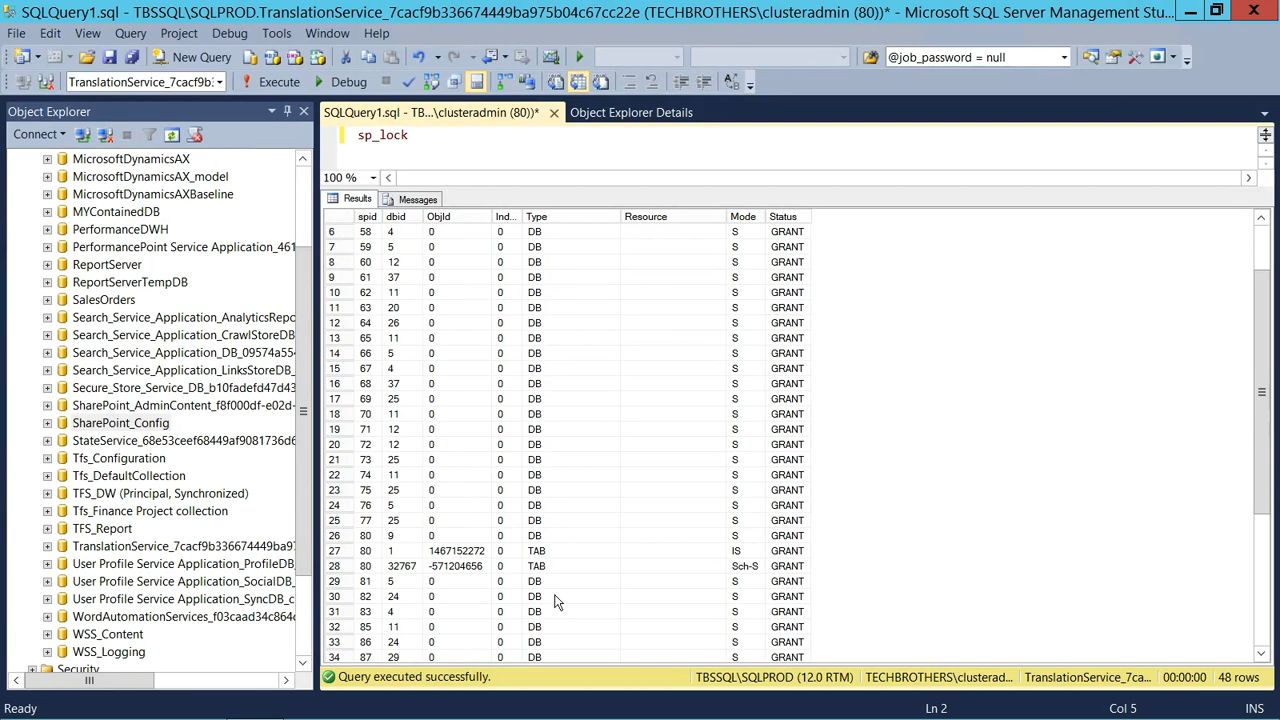 SQLQuery1.sql - TBSSQL\SQLPROD.TranslationService_7cacf9b336674449ba975b04c67cc22e (TECHBROTHERS\clusteradmin (80))* - Microsoft SQL Server Management Stu...
File Edit View Query Project Debug Tools Window Help
New Query @job_password = null
TranslationService_7cacf9b: Execute Debug
Object Explorer
SQLQuery1.sql - TB...\clusteradmin (80))* Object Explorer Details
Connect
MicrosoftDynamicsAX
MicrosoftDynamicsAX_model
MicrosoftDynamicsAXBaseline
MYContainedDB
PerformanceDWH
PerformancePoint Service Application_461
ReportServer
ReportServerTempDB
SalesOrders
Search_Service_Application_AnalyticsRepo
Search_Service_Application_CrawlStoreDB
Search_Service_Application_DB_09574a554
Search_Service_Application_LinksStoreDB_
Secure_Store_Service_DB_b10fadefd47d43
SharePoint_AdminContent_f8f000df-e02d-
SharePoint_Config
StateService_68e53ceef68449af9081736d6
Tfs_Configuration
Tfs_DefaultCollection
TFS_DW (Principal, Synchronized)
Tfs_Finance Project collection
TFS_Report
TranslationService_7cacf9b336674449ba97
User Profile Service Application_ProfileDB_
User Profile Service Application_SocialDB_
User Profile Service Application_SyncDB_c
WordAutomationServices_f03caad34c864c
WSS_Content
WSS_Logging
Security
sp_lock
100 %
Results Messages
spid dbid ObjId Ind... Type Resource Mode Status
6 58 4 0 0 DB S GRANT
7 59 5 0 0 DB S GRANT
8 60 12 0 0 DB S GRANT
9 61 37 0 0 DB S GRANT
10 62 11 0 0 DB S GRANT
11 63 20 0 0 DB S GRANT
12 64 26 0 0 DB S GRANT
13 65 11 0 0 DB S GRANT
14 66 5 0 0 DB S GRANT
15 67 4 0 0 DB S GRANT
16 68 37 0 0 DB S GRANT
17 69 25 0 0 DB S GRANT
18 70 11 0 0 DB S GRANT
19 71 12 0 0 DB S GRANT
20 72 12 0 0 DB S GRANT
21 73 25 0 0 DB S GRANT
22 74 11 0 0 DB S GRANT
23 75 25 0 0 DB S GRANT
24 76 5 0 0 DB S GRANT
25 77 25 0 0 DB S GRANT
26 80 9 0 0 DB S GRANT
27 80 1 1467152272 0 TAB IS GRANT
28 80 32767 -571204656 0 TAB Sch-S GRANT
29 81 5 0 0 DB S GRANT
30 82 24 0 0 DB S GRANT
31 83 4 0 0 DB S GRANT
32 85 11 0 0 DB S GRANT
33 86 24 0 0 DB S GRANT
34 87 29 0 0 DB S GRANT
Query executed successfully. TBSSQL\SQLPROD (12.0 RTM) TECHBROTHERS\clusterad... TranslationService_7ca... 00:00:00 48 rows
Ready Ln 2 Col 5 INS